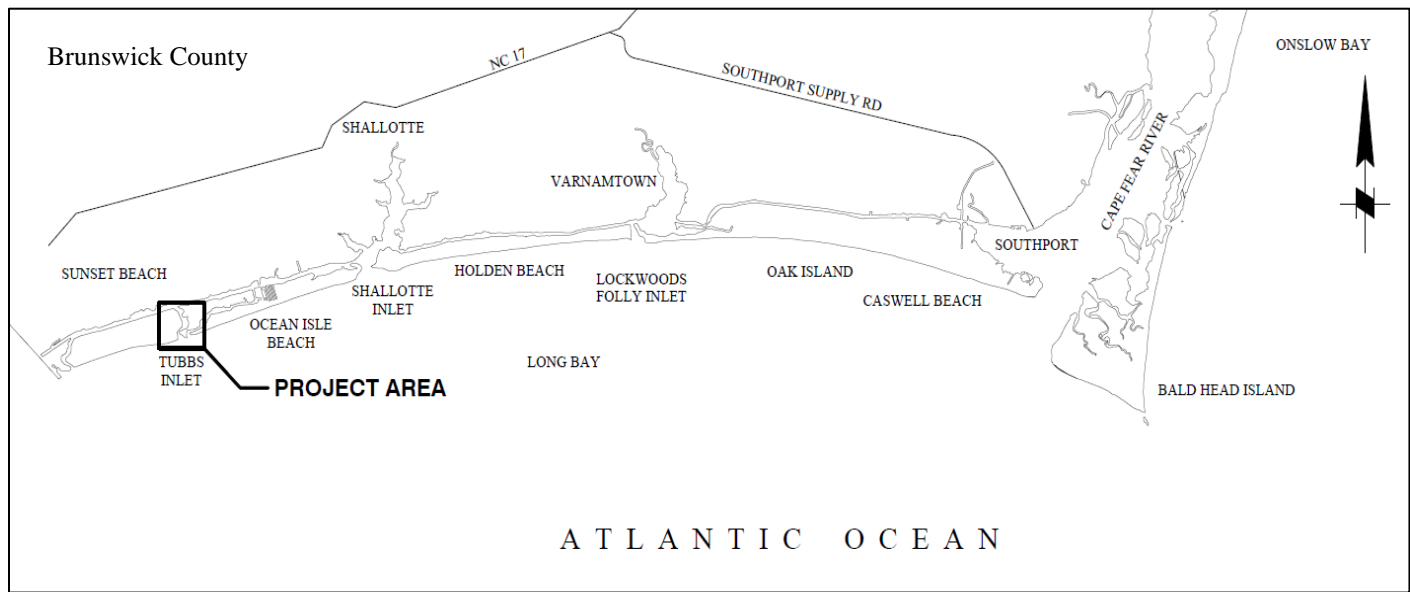 Brunswick County
ONSLOW BAY
NC 17
SOUTHPORT SUPPLY RD
SHALLOTTE
CAPE FEAR RIVER
VARNAMTOWN
SOUTHPORT
SUNSET BEACH
HOLDEN BEACH
LOCKWOODS
FOLLY INLET
OAK ISLAND
SHALLOTTE
INLET
CASWELL BEACH
OCEAN ISLE
BEACH
TUBBS
INLET
LONG BAY
PROJECT AREA
BALD HEAD ISLAND
ATLANTIC OCEAN